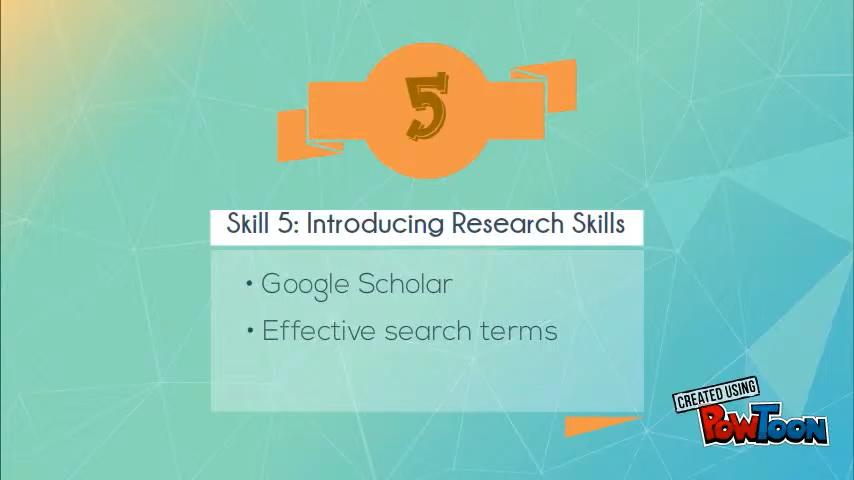 5
Skill 5: Introducing Research Skills
• Google Scholar
• Effective search terms
CREATED USING
POWTOON